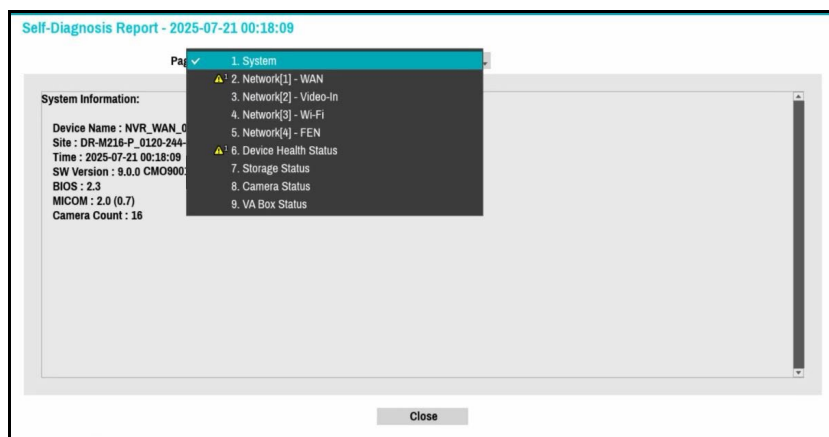 Self-Diagnosis Report - 2025-07-21 00:18:09
✓ 1. System
1 2. Network[1] - WAN
3. Network[2] - Video-In
4. Network[3] - Wi-Fi
5. Network[4] - FEN
1 6. Device Health Status
7. Storage Status
8. Camera Status
9. VA Box Status
System Information:
Device Name : NVR_WAN_0
Site : DR-M216-P_0120-244-
Time : 2025-07-21 00:18:09
SW Version : 9.0.0 CMO900
BIOS : 2.3
MICOM : 2.0 (0.7)
Camera Count : 16
Close